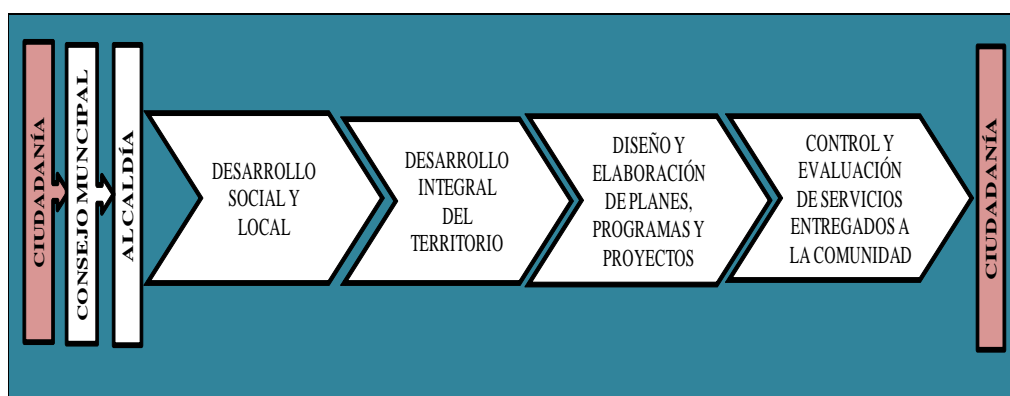 CIUDADANÍA
CONSEJO MUNCIPAL
ALCALDÍA
DESARROLLO
SOCIAL Y
LOCAL
DESARROLLO
INTEGRAL
DEL
TERRITORIO
DISEÑO Y
ELABORACIÓN
DE PLANES,
PROGRAMAS Y
PROYECTOS
CONTROL Y
EVALUACIÓN
DE SERVICIOS
ENTREGADOS A
LA COMUNIDAD
CIUDADANÍA